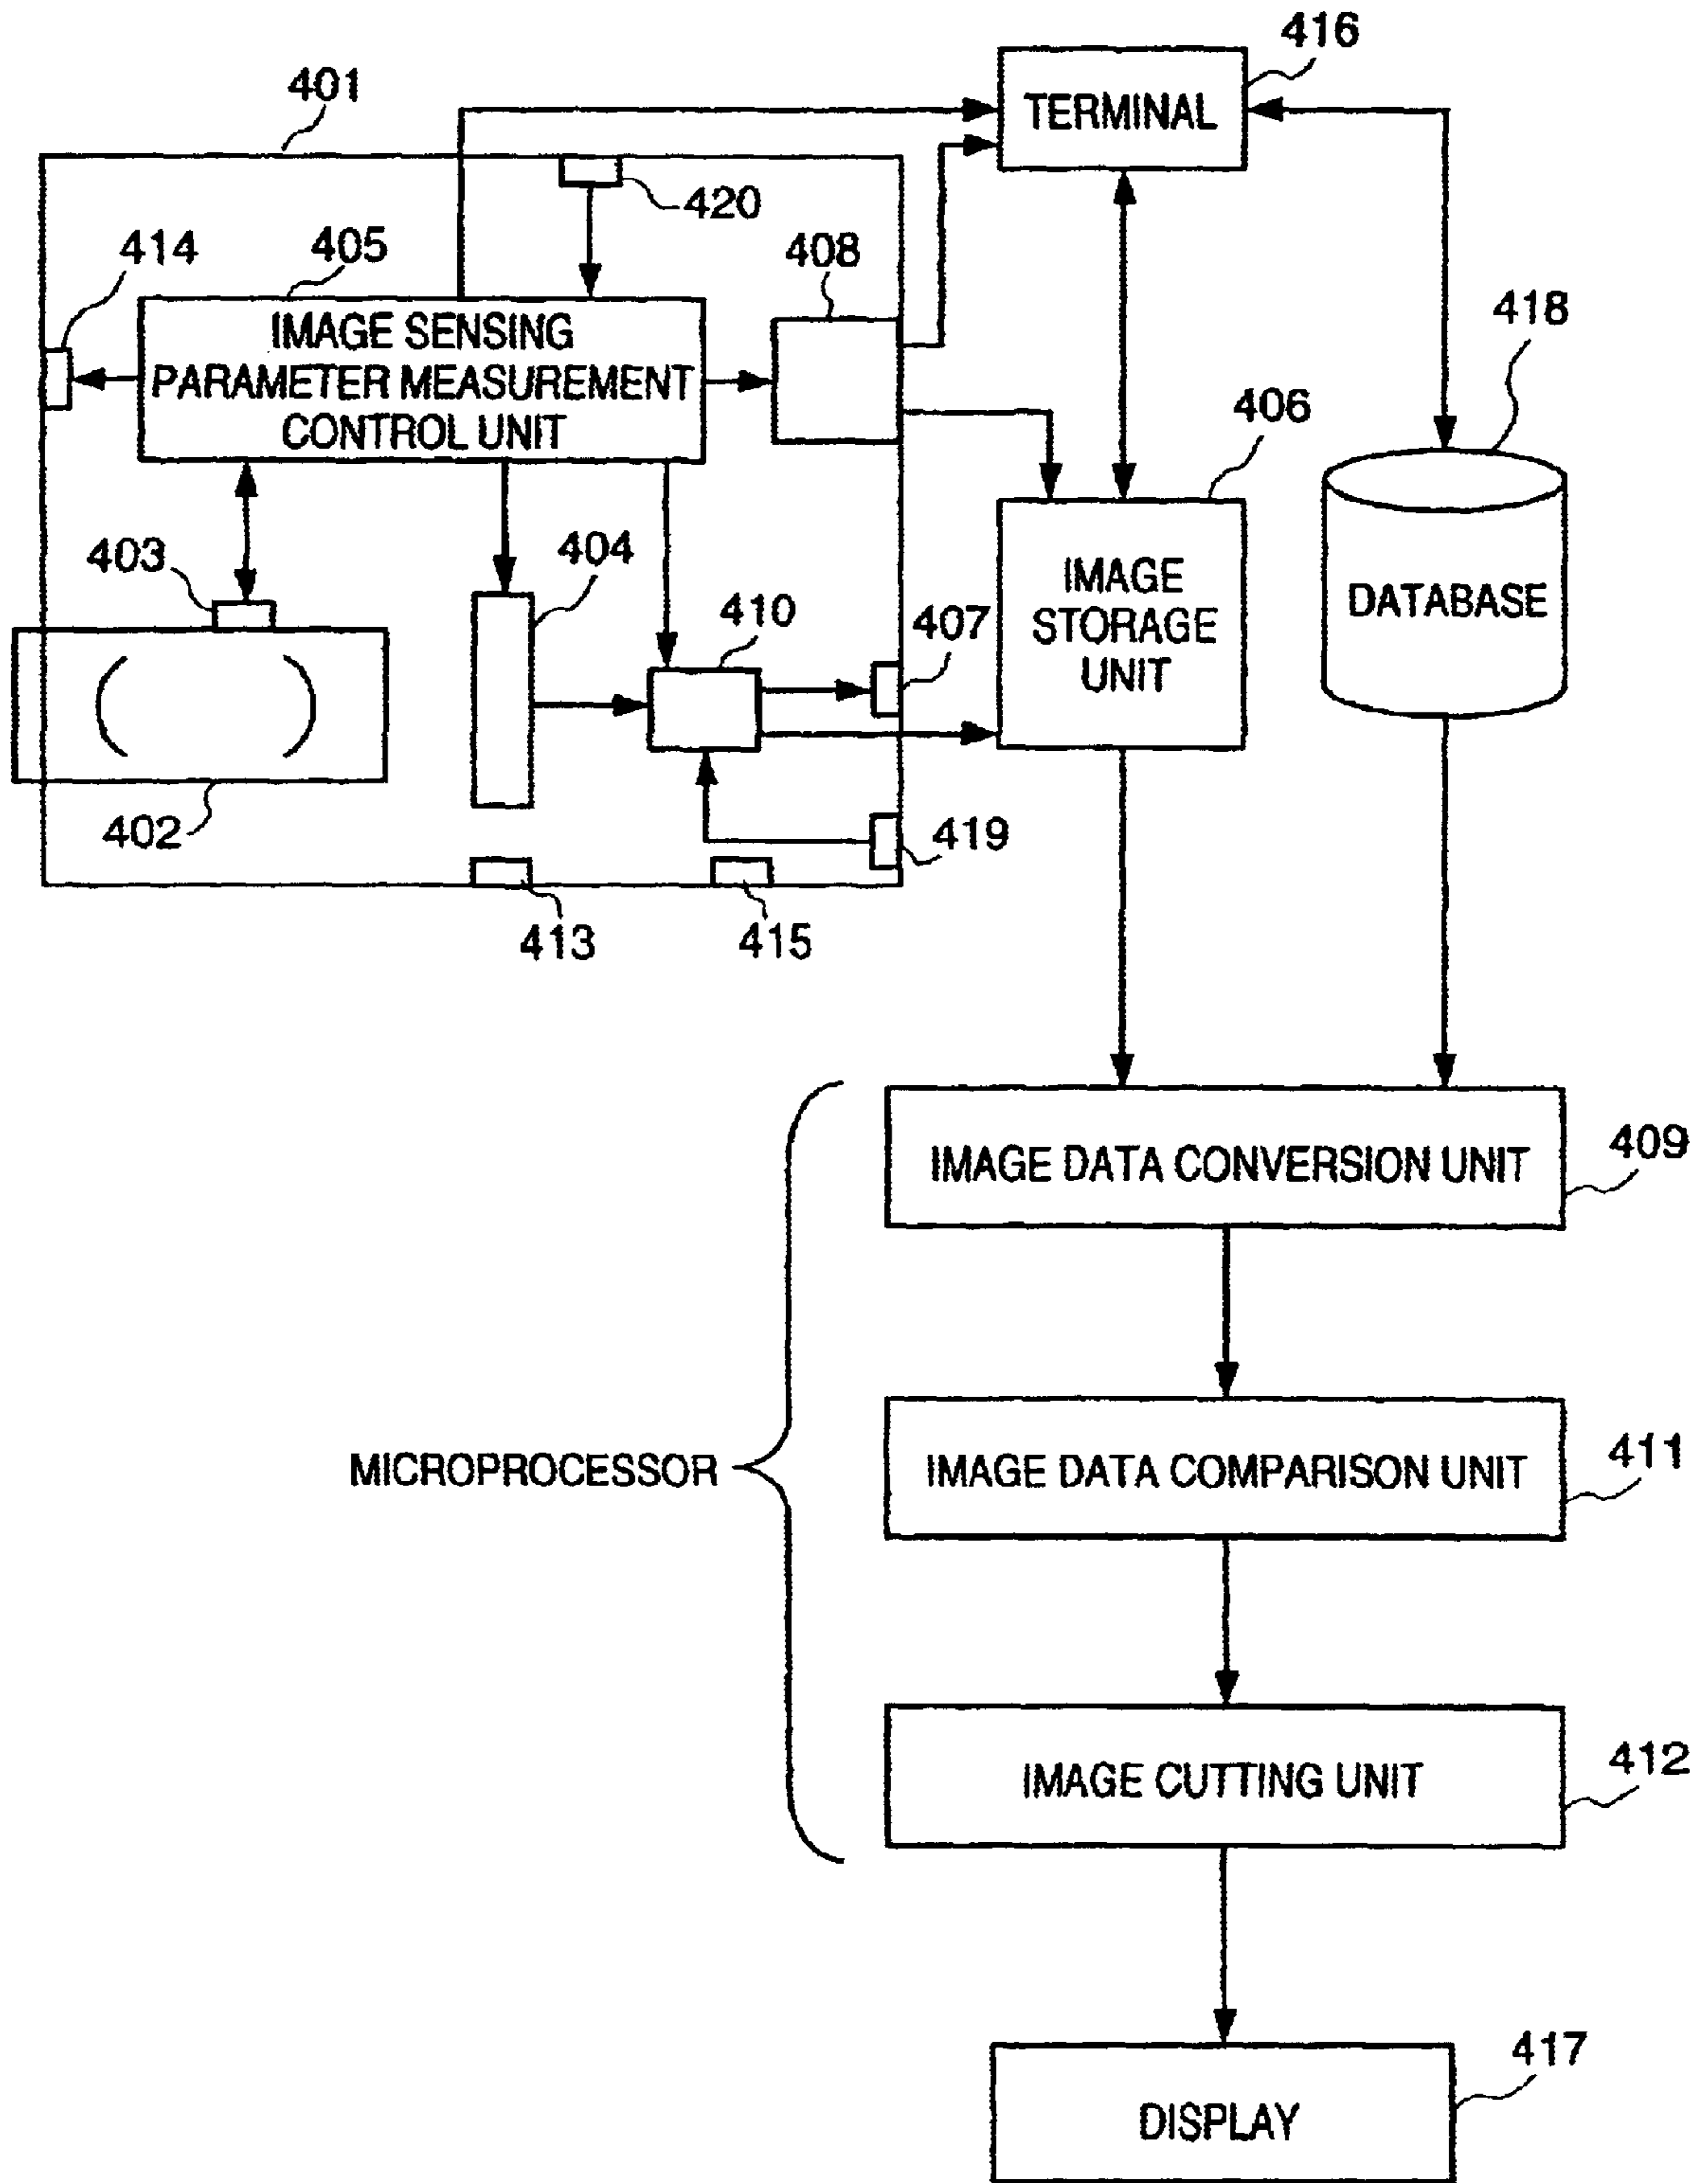 416
TERMINAL
401
420
414
405
408
IMAGE SENSING
PARAMETER MEASUREMENT
CONTROL UNIT
418
406
403
404
410
407
IMAGE
STORAGE
UNIT
DATABASE
402
419
413
415
409
IMAGE DATA CONVERSION UNIT
MICROPROCESSOR
IMAGE DATA COMPARISON UNIT
411
IMAGE CUTTING UNIT
412
417
DISPLAY